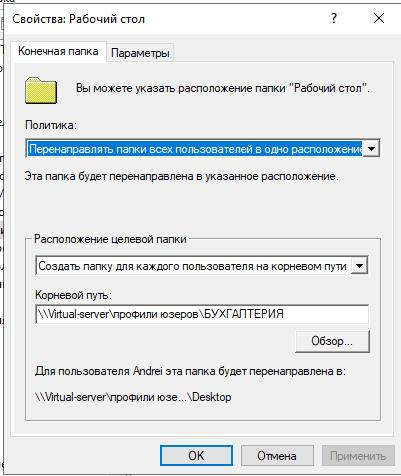 Свойства: Рабочий стол
Конечная папка
Параметры
Вы можете указать расположение папки "Рабочий стол".
Политика:
Перенаправлять папки всех пользователей в одно расположение
Эта папка будет перенаправлена в указанное расположение.
Расположение целевой папки
Создать папку для каждого пользователя на корневом пути
Корневой путь:
\\Virtual-server\профили юзеров\БУХГАЛТЕРИЯ
Обзор...
Для пользователя Andrei эта папка будет перенаправлена в:
\\Virtual-server\профили юзе...\Desktop
OK
Отмена
Применить